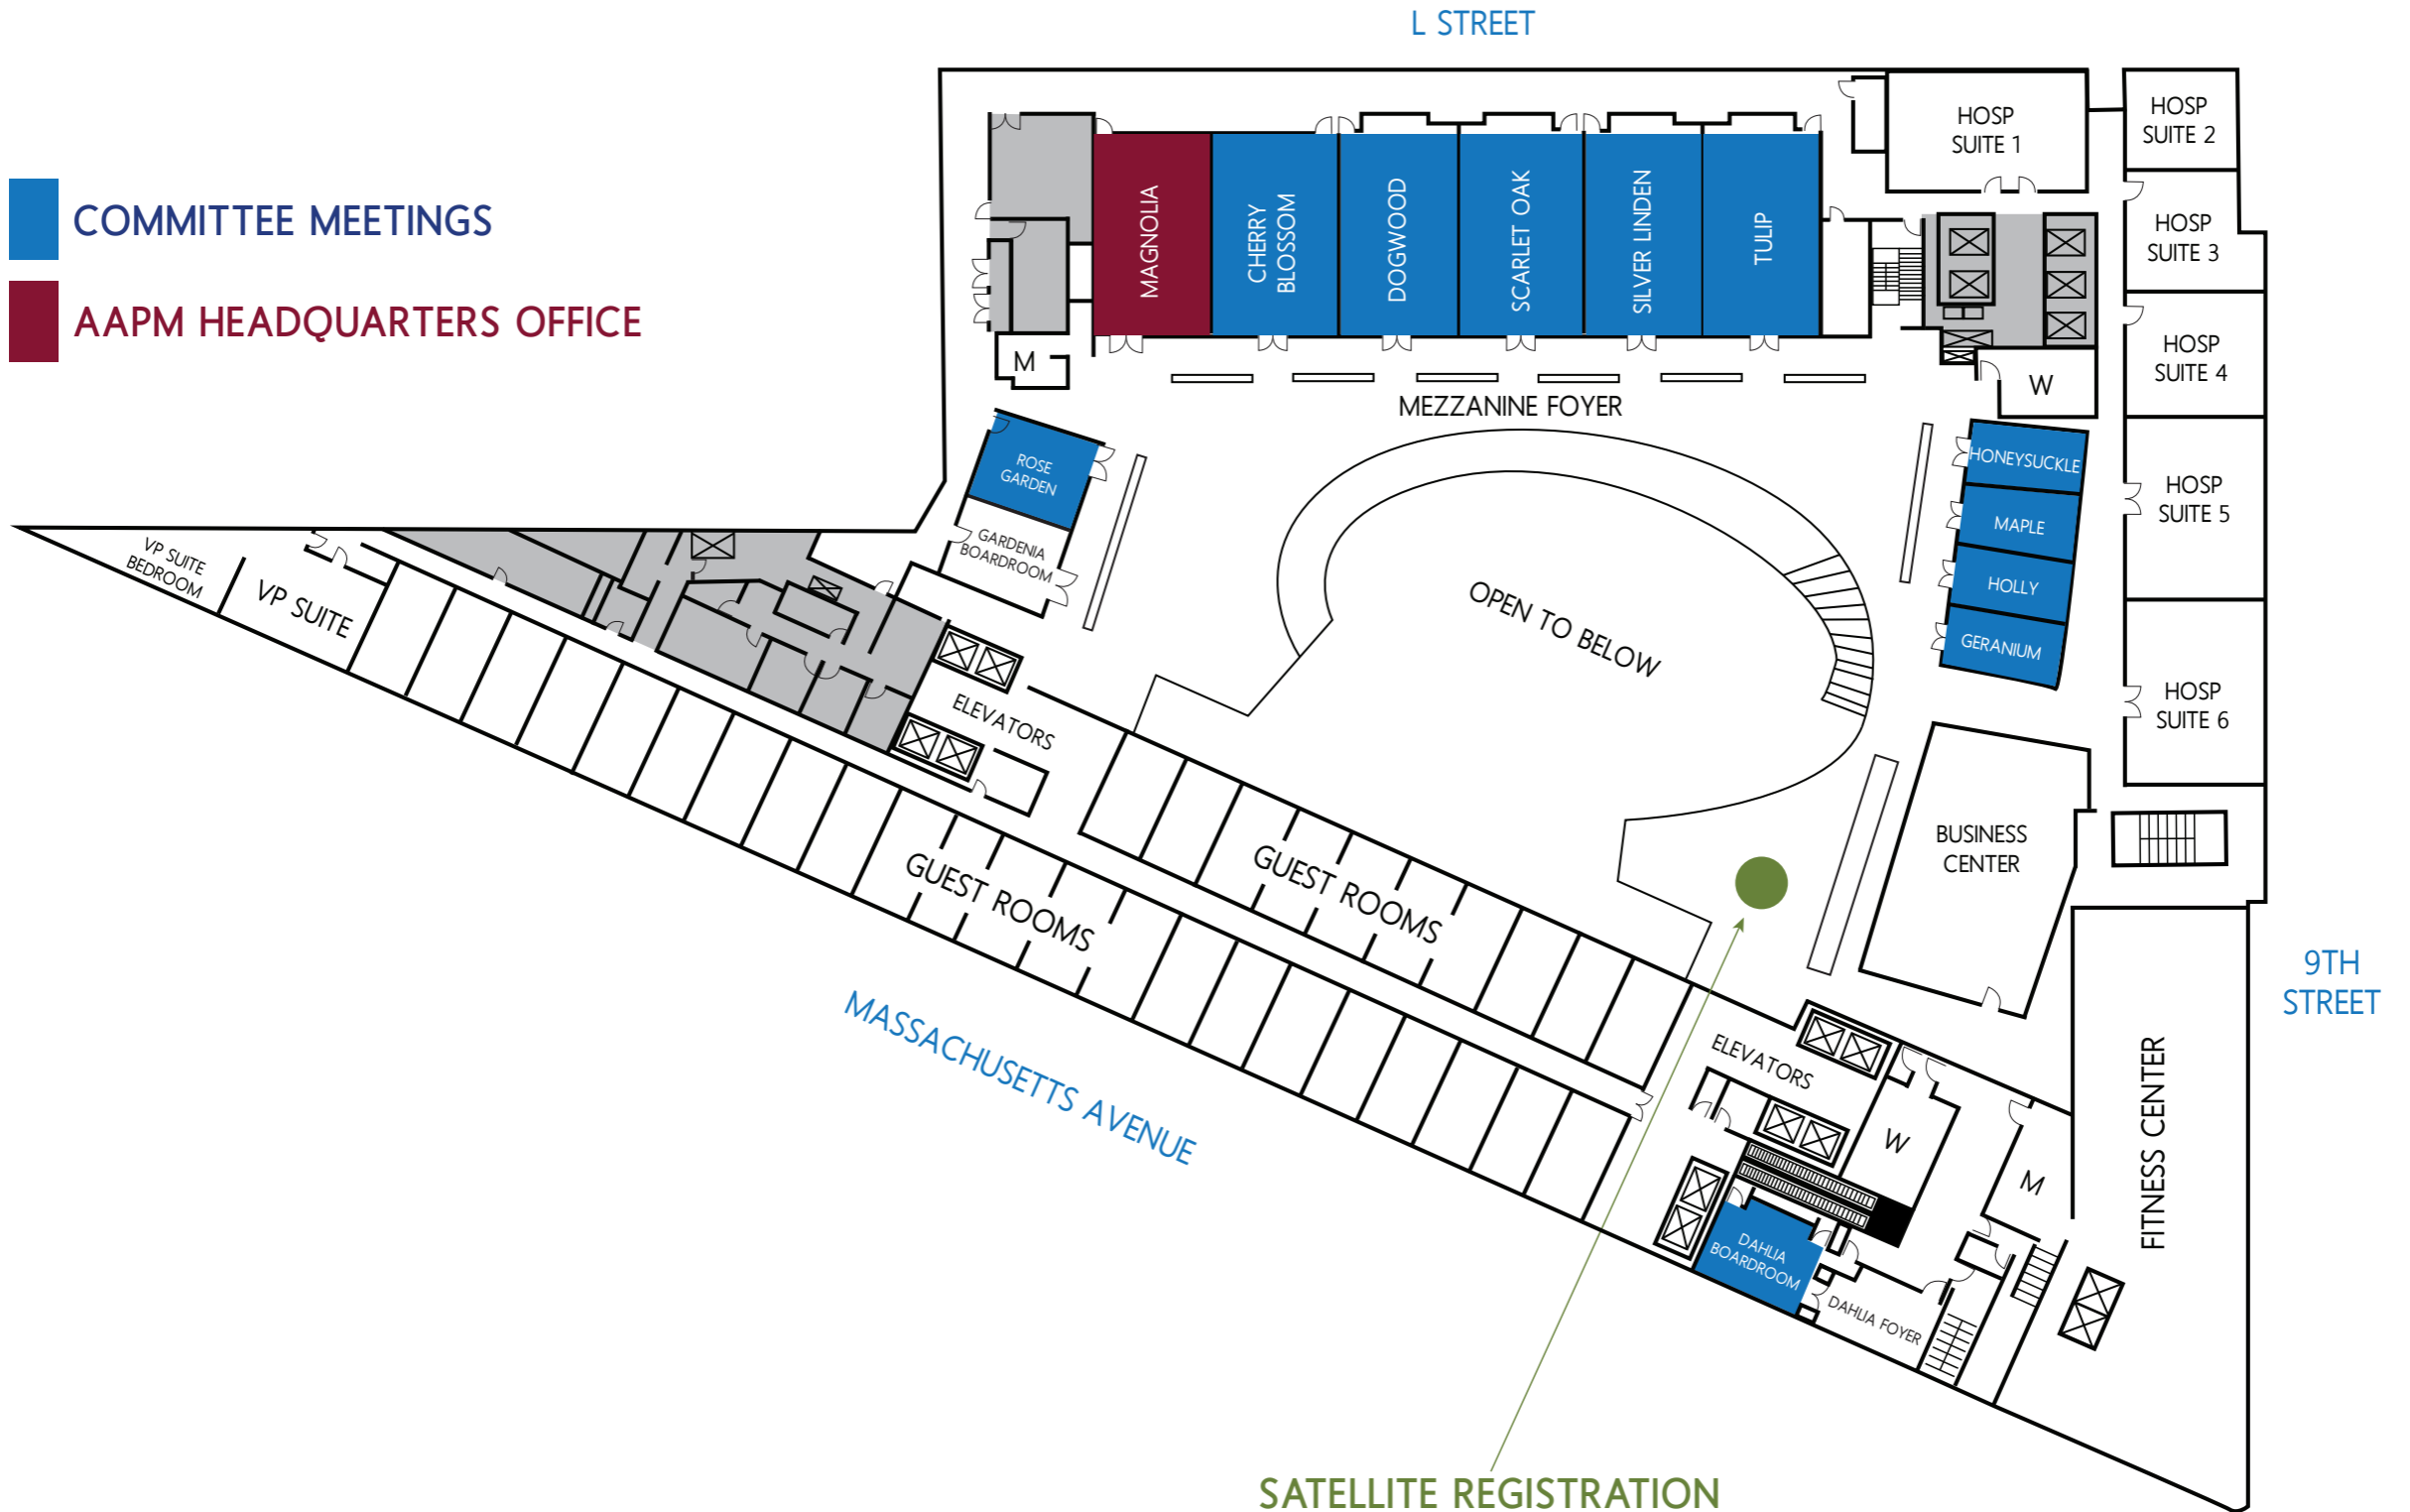 L STREET
COMMITTEE MEETINGS
AAPM HEADQUARTERS OFFICE
MAGNOLIA
CHERRY
BLOSSOM
DOGWOOD
SCARLET OAK
SILVER LINDEN
TULIP
HOSP
SUITE 1
HOSP
SUITE 2
HOSP
SUITE 3
HOSP
SUITE 4
HOSP
SUITE 5
HOSP
SUITE 6
M
W
MEZZANINE FOYER
ROSE
GARDEN
GARDENIA
BOARDROOM
HONEYSUCKLE
MAPLE
HOLLY
GERANIUM
OPEN TO BELOW
VP SUITE
BEDROOM
VP SUITE
ELEVATORS
GUEST ROOMS
GUEST ROOMS
BUSINESS
CENTER
9TH
STREET
MASSACHUSETTS AVENUE
ELEVATORS
W
M
FITNESS CENTER
DAHLIA
BOARDROOM
DAHLIA FOYER
SATELLITE REGISTRATION